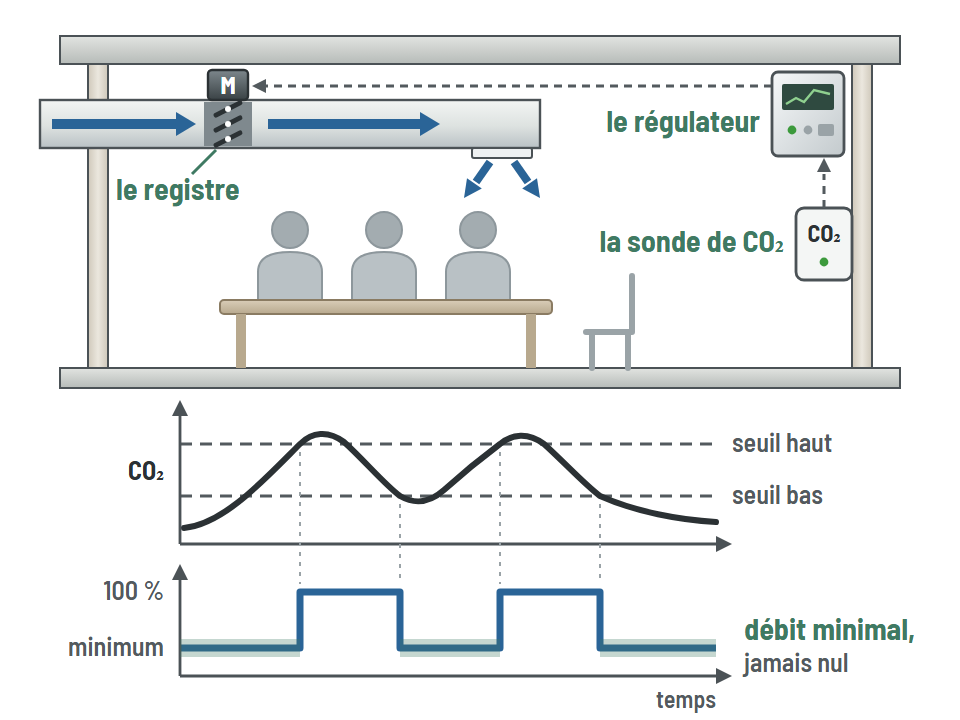 M
le régulateur
le registre
la sonde de CO₂
CO₂
CO₂
seuil haut
seuil bas
100 %
minimum
débit minimal,
jamais nul
temps